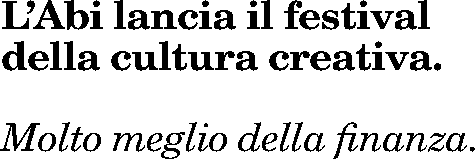 L’Abi lancia il festival
della cultura creativa.
Molto meglio della finanza.